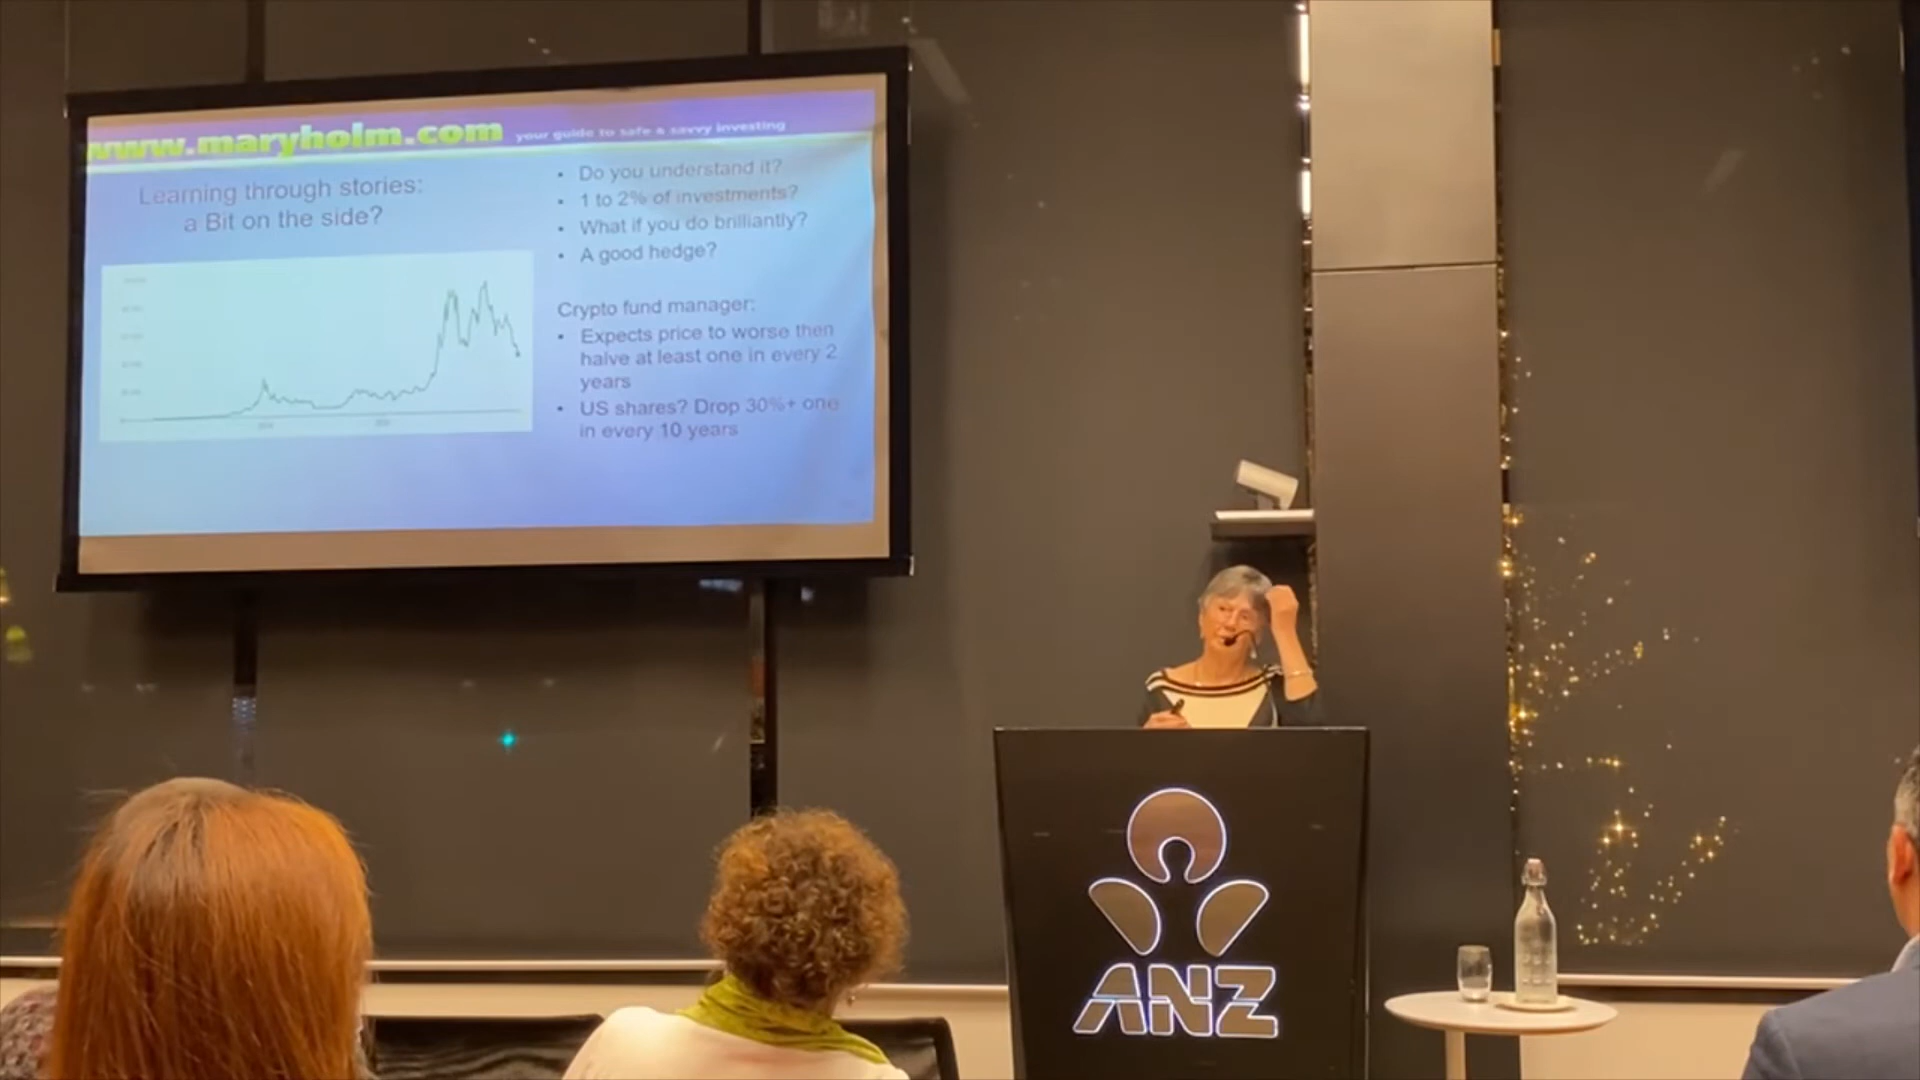 www.maryholm.com your guide to safe & savvy investing
Learning through stories:
a Bit on the side?
• Do you understand it?
• 1 to 2% of investments?
• What if you do brilliantly?
• A good hedge?
Crypto fund manager:
• Expects price to worse then
halve at least one in every 2
years
• US shares? Drop 30%+ one
in every 10 years
ANZ